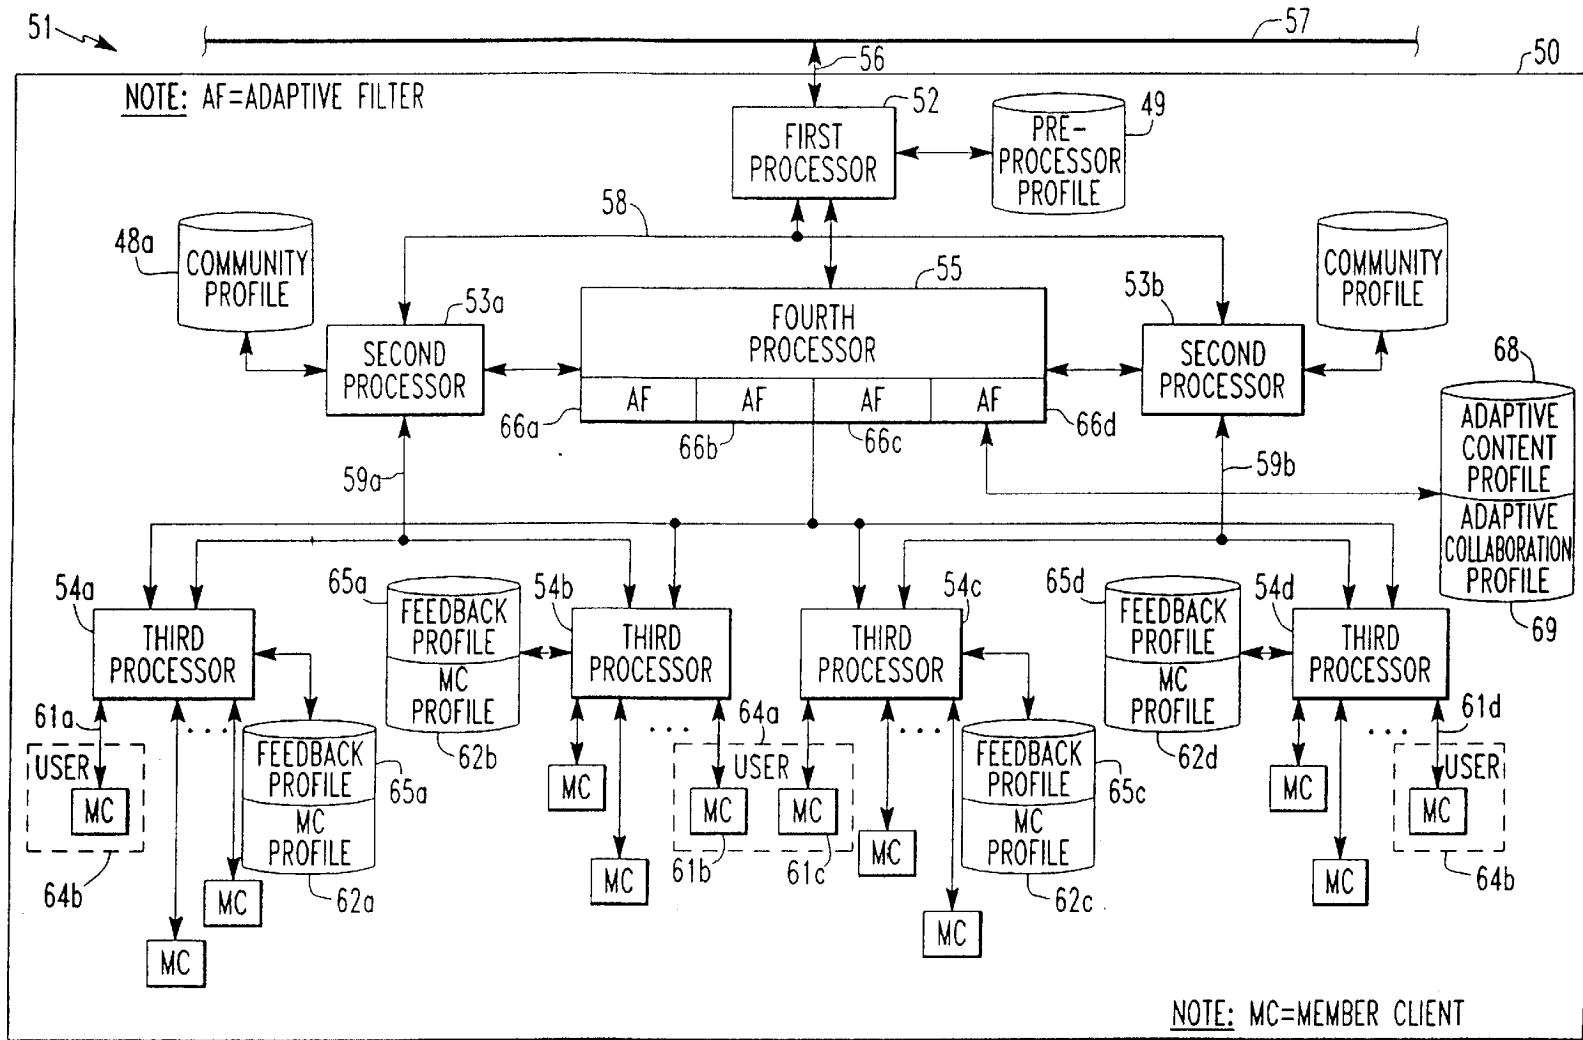 51
57
56
50
NOTE: AF=ADAPTIVE FILTER
52
FIRST
PROCESSOR
PRE-
PROCESSOR
PROFILE
49
58
48a
COMMUNITY
PROFILE
53a
SECOND
PROCESSOR
55
FOURTH
PROCESSOR
AF
AF
AF
AF
66a
66b
66c
66d
53b
SECOND
PROCESSOR
COMMUNITY
PROFILE
68
ADAPTIVE
CONTENT
PROFILE
ADAPTIVE
COLLABORATION
PROFILE
69
59a
59b
54a
THIRD
PROCESSOR
65a
FEEDBACK
PROFILE
MC
PROFILE
62b
54b
THIRD
PROCESSOR
54c
THIRD
PROCESSOR
65d
FEEDBACK
PROFILE
MC
PROFILE
62d
54d
THIRD
PROCESSOR
61a
USER
MC
64b
MC
MC
...
FEEDBACK
PROFILE
MC
PROFILE
65a
62a
MC
MC
...
64a
USER
MC
MC
61b
61c
MC
...
MC
FEEDBACK
PROFILE
MC
PROFILE
65c
62c
MC
MC
...
61d
USER
MC
64b
NOTE: MC=MEMBER CLIENT